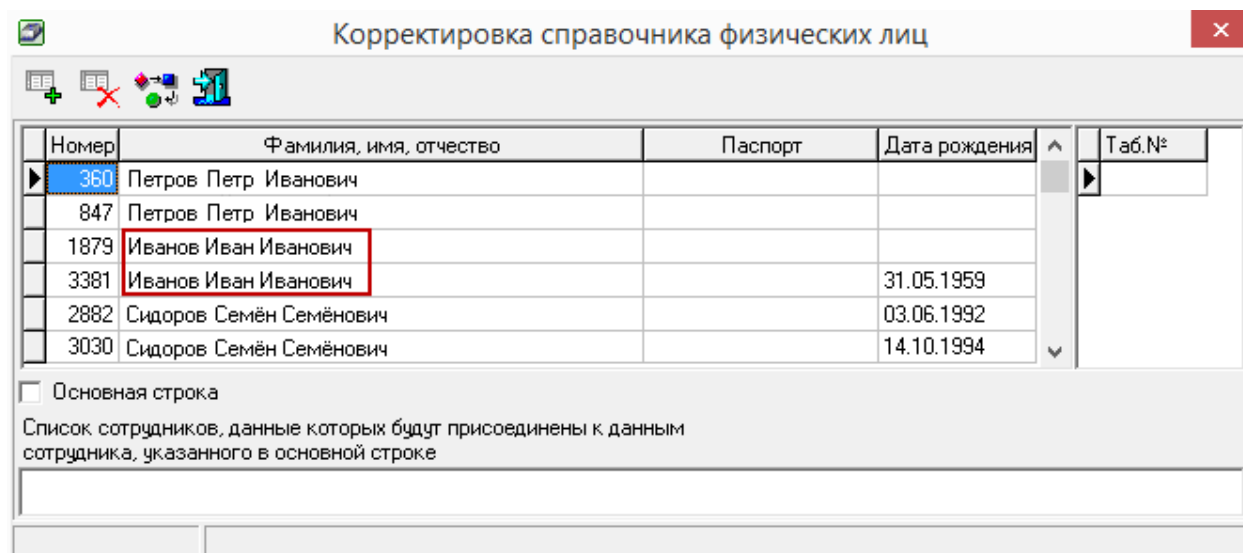 Корректировка справочника физических лиц
Номер Фамилия, имя, отчество Паспорт Дата рождения Таб.№
360 Петров Петр Иванович
847 Петров Петр Иванович
1879 Иванов Иван Иванович
3381 Иванов Иван Иванович 31.05.1959
2882 Сидоров Семён Семёнович 03.06.1992
3030 Сидоров Семён Семёнович 14.10.1994
Основная строка
Список сотрудников, данные которых будут присоединены к данным
сотрудника, указанного в основной строке